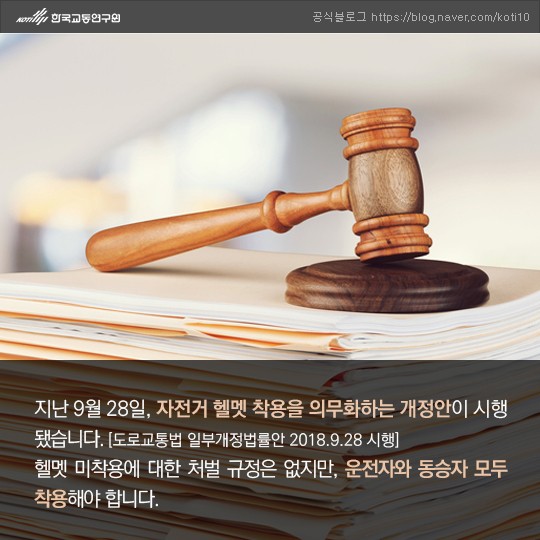 KOTI 한국교통연구원
공식블로그 https://blog.naver.com/koti10
지난 9월 28일, 자전거 헬멧 착용을 의무화하는 개정안이 시행
됐습니다. [도로교통법 일부개정법률안 2018.9.28 시행]
헬멧 미착용에 대한 처벌 규정은 없지만, 운전자와 동승자 모두
착용해야 합니다.